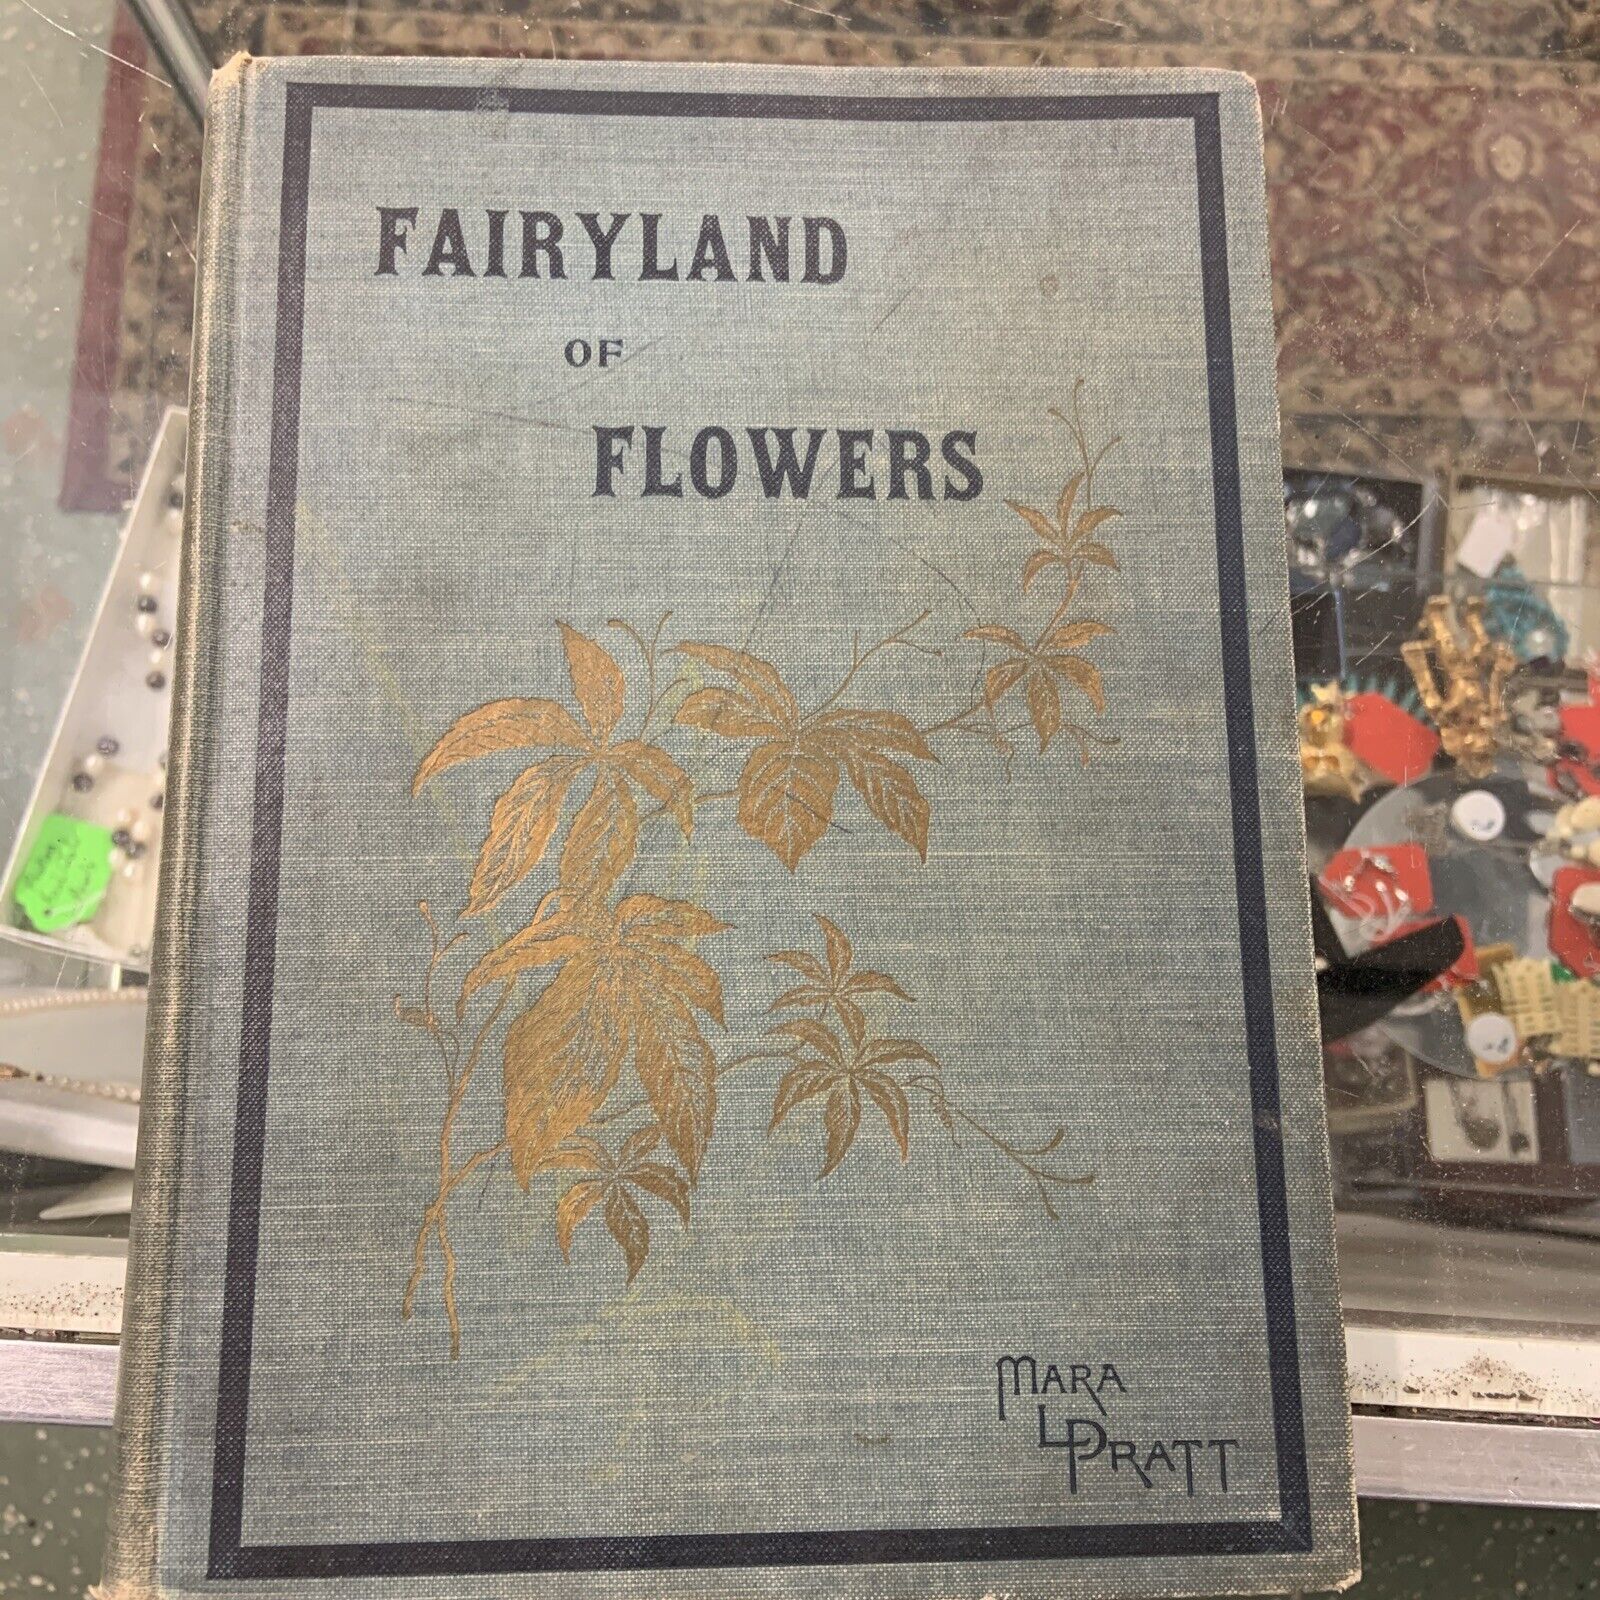 FAIRYLAND
OF
FLOWERS
MARA
L PRATT